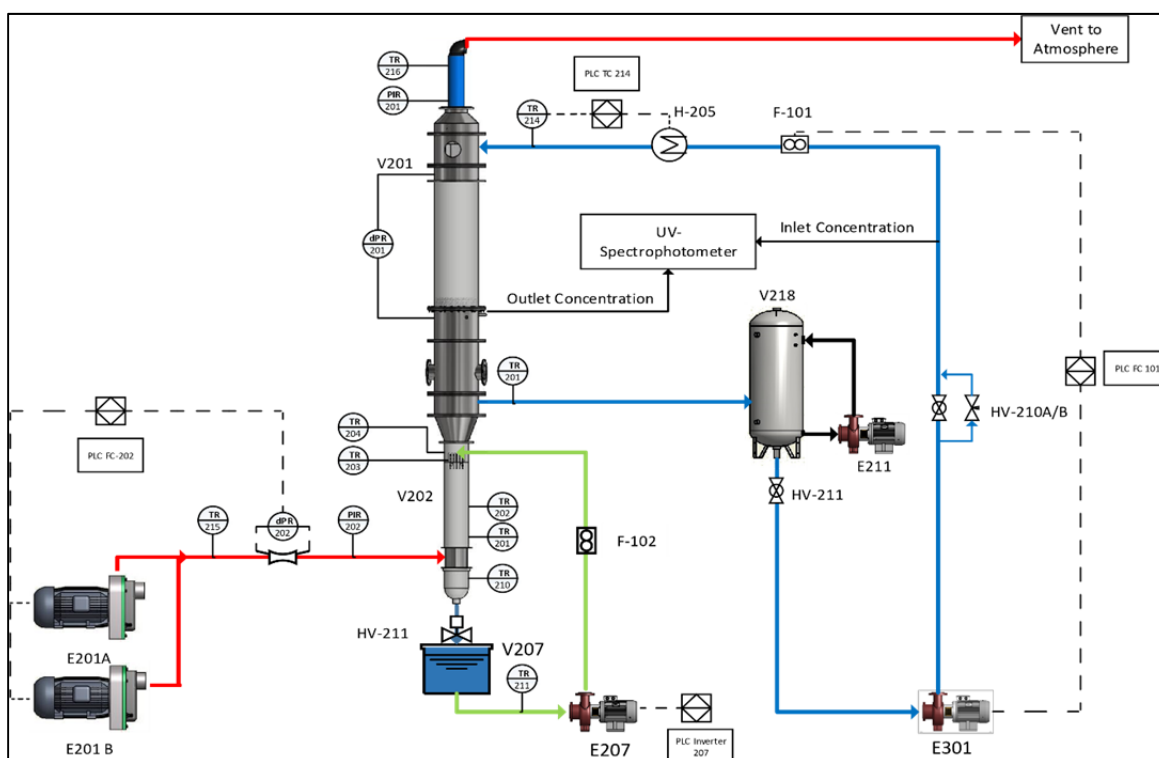 Vent to
Atmosphere
TR
216
PLC TC 214
PIR
201
TR
214
H-205
F-101
V201
dPR
201
UV-
Spectrophotometer
Inlet Concentration
Outlet Concentration
V218
TR
201
PLC FC 101
HV-210A/B
TR
204
E211
TR
203
PLC FC-202
V202
HV-211
TR
202
TR
215
dPR
202
PIR
202
TR
201
F-102
TR
210
HV-211
V207
E201A
TR
211
E201 B
E207
PLC Inverter
207
E301